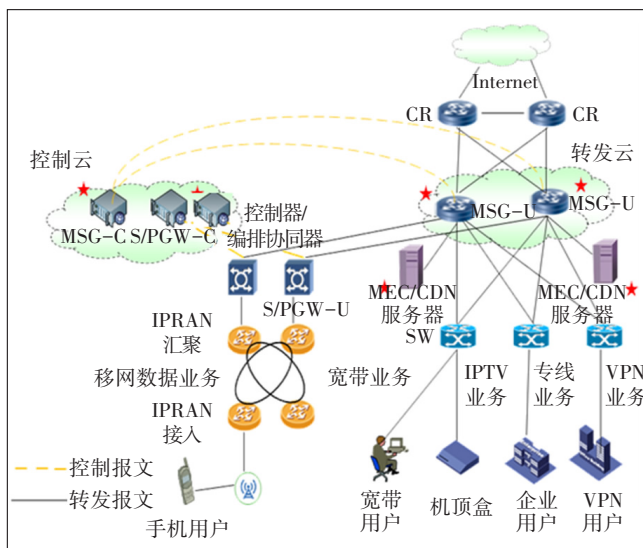 Internet
CR
CR
控制云
转发云
MSG-U
MSG-U
MSG-C
S/PGW-C
控制器/
编排协同器
S/PGW-U
MEC/CDN
服务器
MEC/CDN
服务器
SW
IPRAN
汇聚
移网数据业务
宽带业务
IPTV
业务
专线
业务
VPN
业务
IPRAN
接入
控制报文
转发报文
手机用户
宽带
用户
机顶盒
企业
用户
VPN
用户